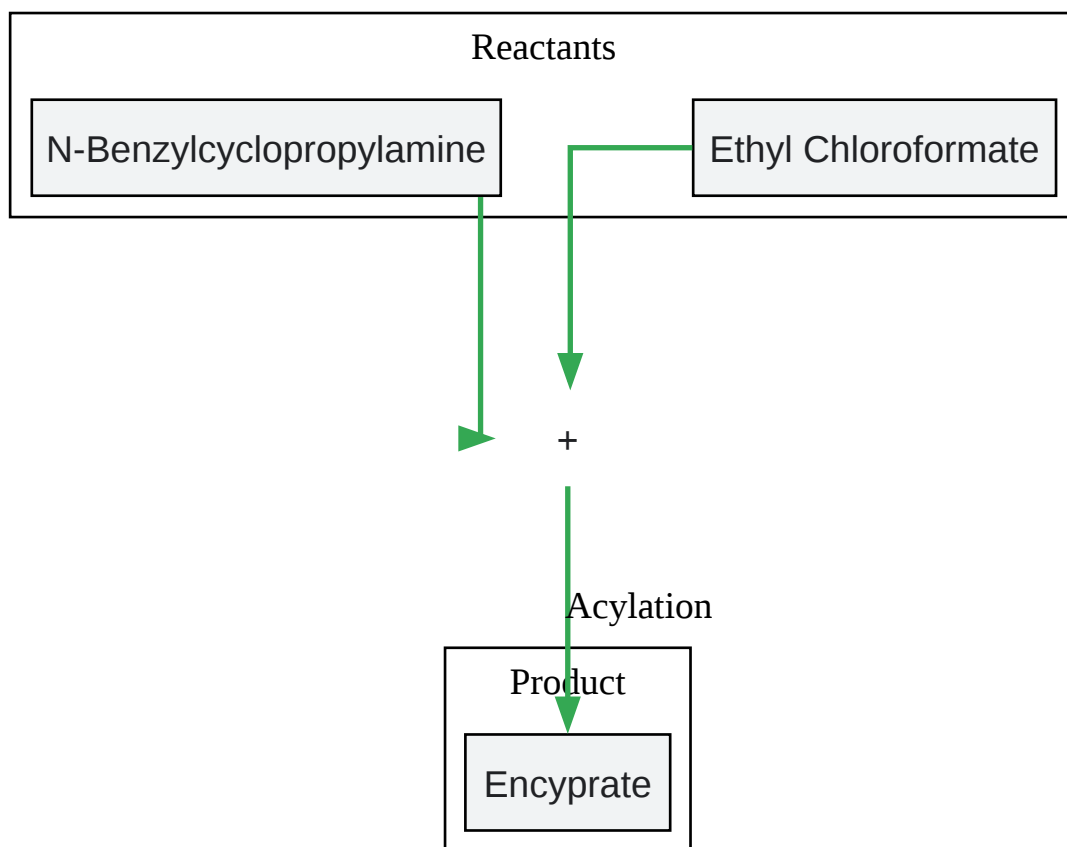 Reactants
N-Benzylcyclopropylamine
Ethyl Chloroformate
+
Acylation
Product
Encyprate